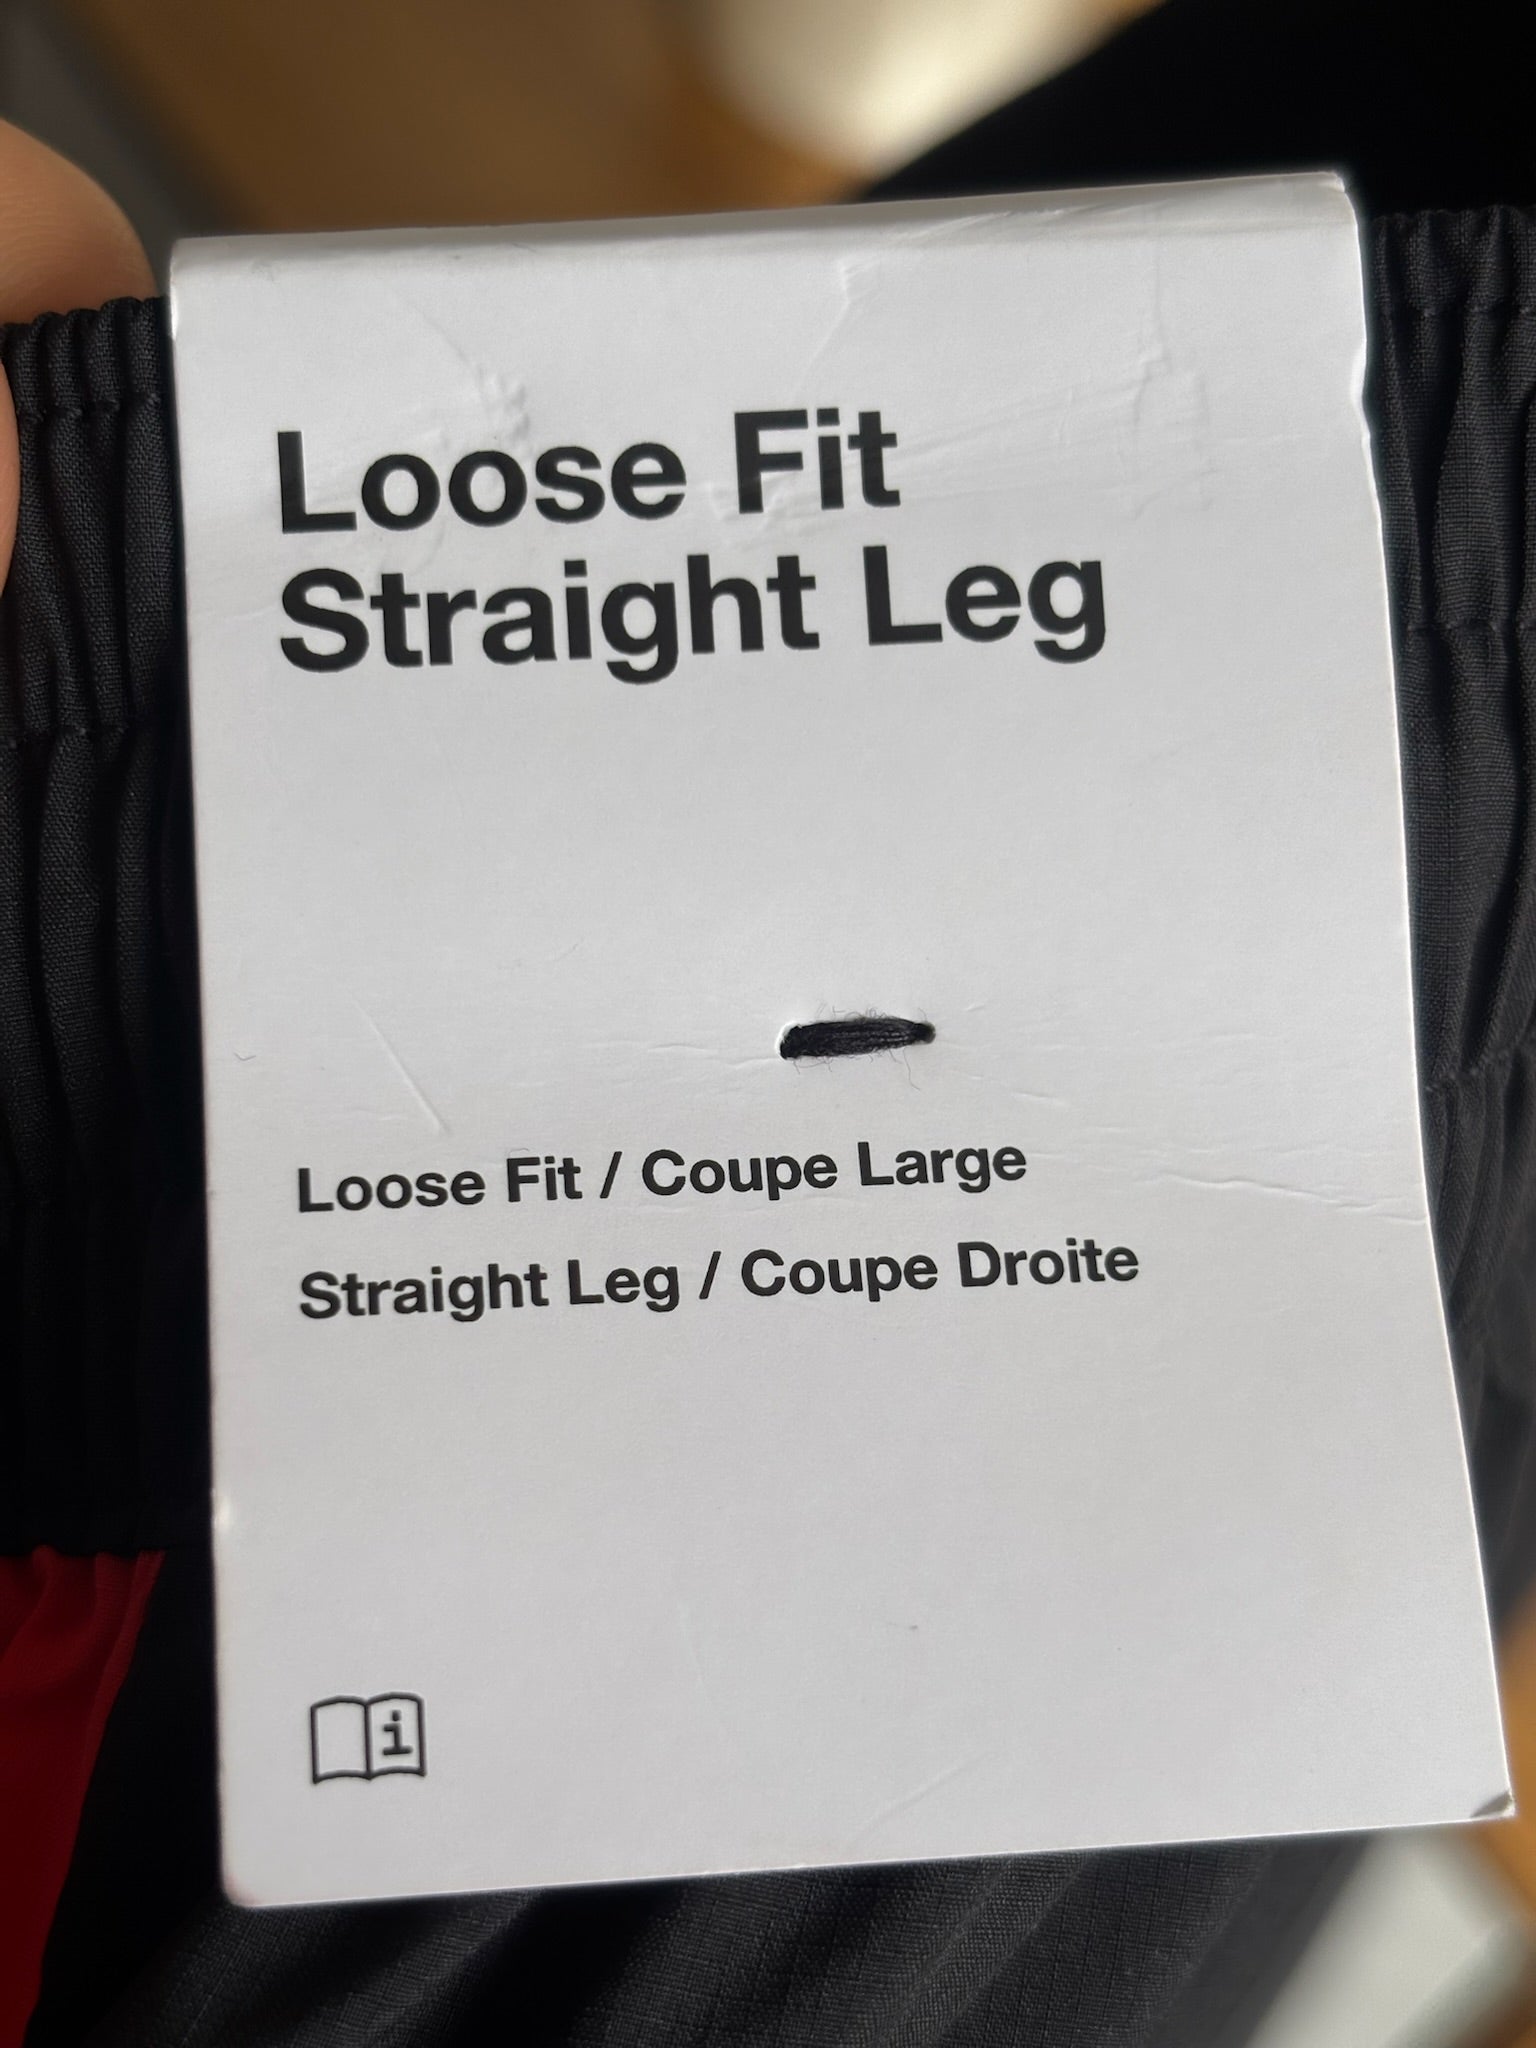 Loose Fit
Straight Leg
Loose Fit / Coupe Large
Straight Leg / Coupe Droite
i